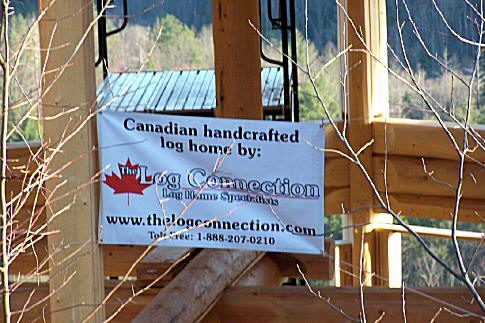 Canadian handcrafted
log home by:
The Log Connection
Log Home Specialists
www.thelogconnection.com
Toll Free: 1-888-207-0210